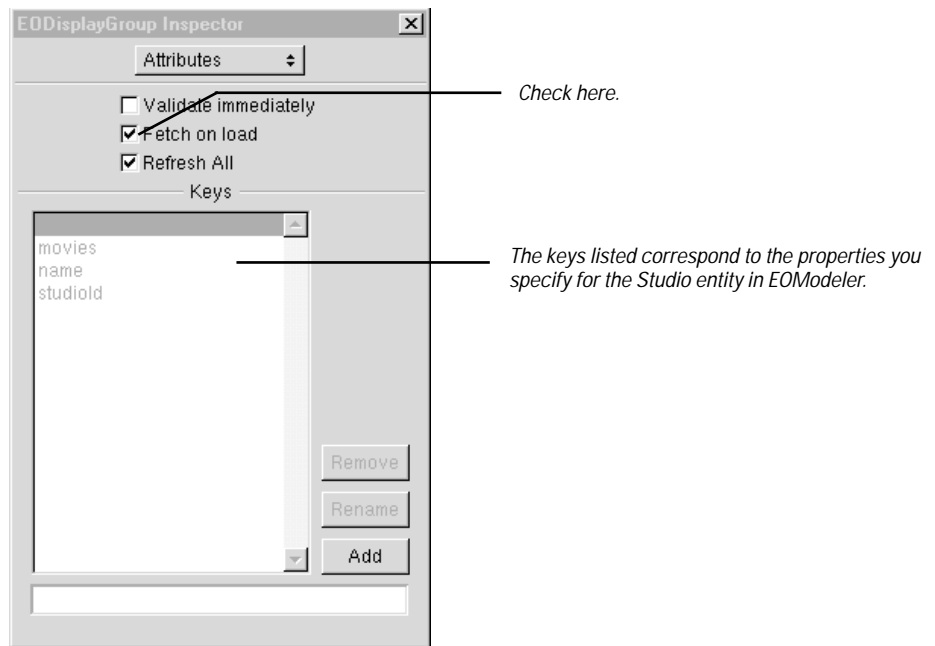 EODisplayGroup Inspector
Attributes
Validate immediately
Fetch on load
Refresh All
Keys
movies
name
studioId
Remove
Rename
Add
Check here.
The keys listed correspond to the properties you
specify for the Studio entity in EOModeler.